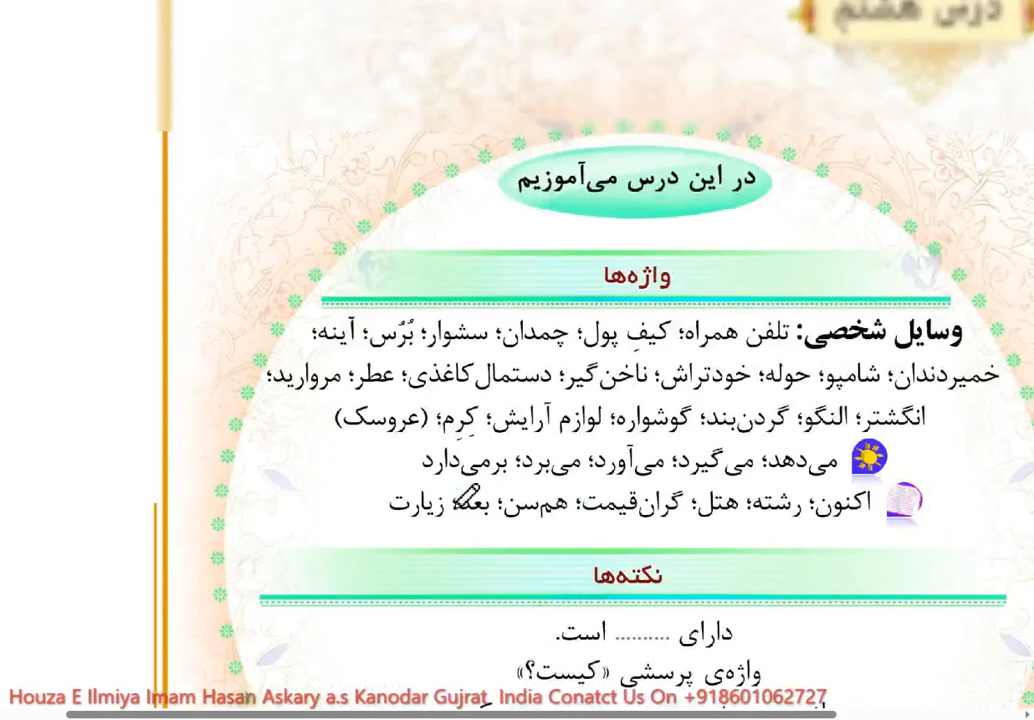 درس هشتم
در این درس می‌آموزیم
واژه‌ها
وسایل شخصی: تلفن همراه؛ کیفِ پول؛ چمدان؛ سشوار؛ بُرُس؛ آینه؛
خمیردندان؛ شامپو؛ حوله؛ خودتراش؛ ناخن‌گیر؛ دستمال کاغذی؛ عطر؛ مروارید؛
انگشتر؛ النگو؛ گردن‌بند؛ گوشواره؛ لوازم آرایش؛ کِرِم؛ (عروسک)
می‌دهد؛ می‌گیرد؛ می‌آورد؛ می‌برد؛ برمی‌دارد
اکنون؛ رشته؛ هتل؛ گران‌قیمت؛ هم‌سن؛ زیارت
نکته‌ها
دارای .......... است.
واژه‌ی پرسشی «کیست؟»
Houza E Ilmiya Imam Hasan Askary a.s Kanodar Gujrat, India Conatct Us On +918601062727